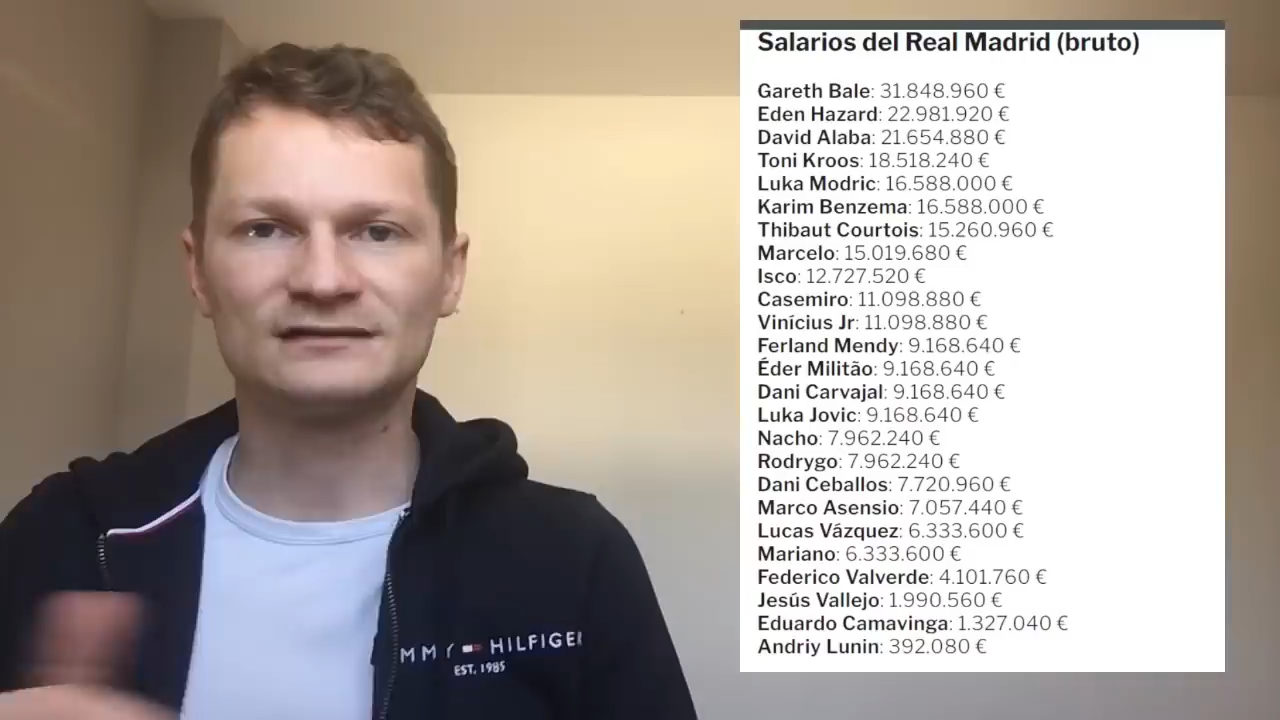 Salarios del Real Madrid (bruto)
Gareth Bale: 31.848.960 €
Eden Hazard: 22.981.920 €
David Alaba: 21.654.880 €
Toni Kroos: 18.518.240 €
Luka Modric: 16.588.000 €
Karim Benzema: 16.588.000 €
Thibaut Courtois: 15.260.960 €
Marcelo: 15.019.680 €
Isco: 12.727.520 €
Casemiro: 11.098.880 €
Vinícius Jr: 11.098.880 €
Ferland Mendy: 9.168.640 €
Éder Militão: 9.168.640 €
Dani Carvajal: 9.168.640 €
Luka Jovic: 9.168.640 €
Nacho: 7.962.240 €
Rodrygo: 7.962.240 €
Dani Ceballos: 7.720.960 €
Marco Asensio: 7.057.440 €
Lucas Vázquez: 6.333.600 €
Mariano: 6.333.600 €
Federico Valverde: 4.101.760 €
Jesús Vallejo: 1.990.560 €
Eduardo Camavinga: 1.327.040 €
Andriy Lunin: 392.080 €
MMY HILFIGER
EST. 1985